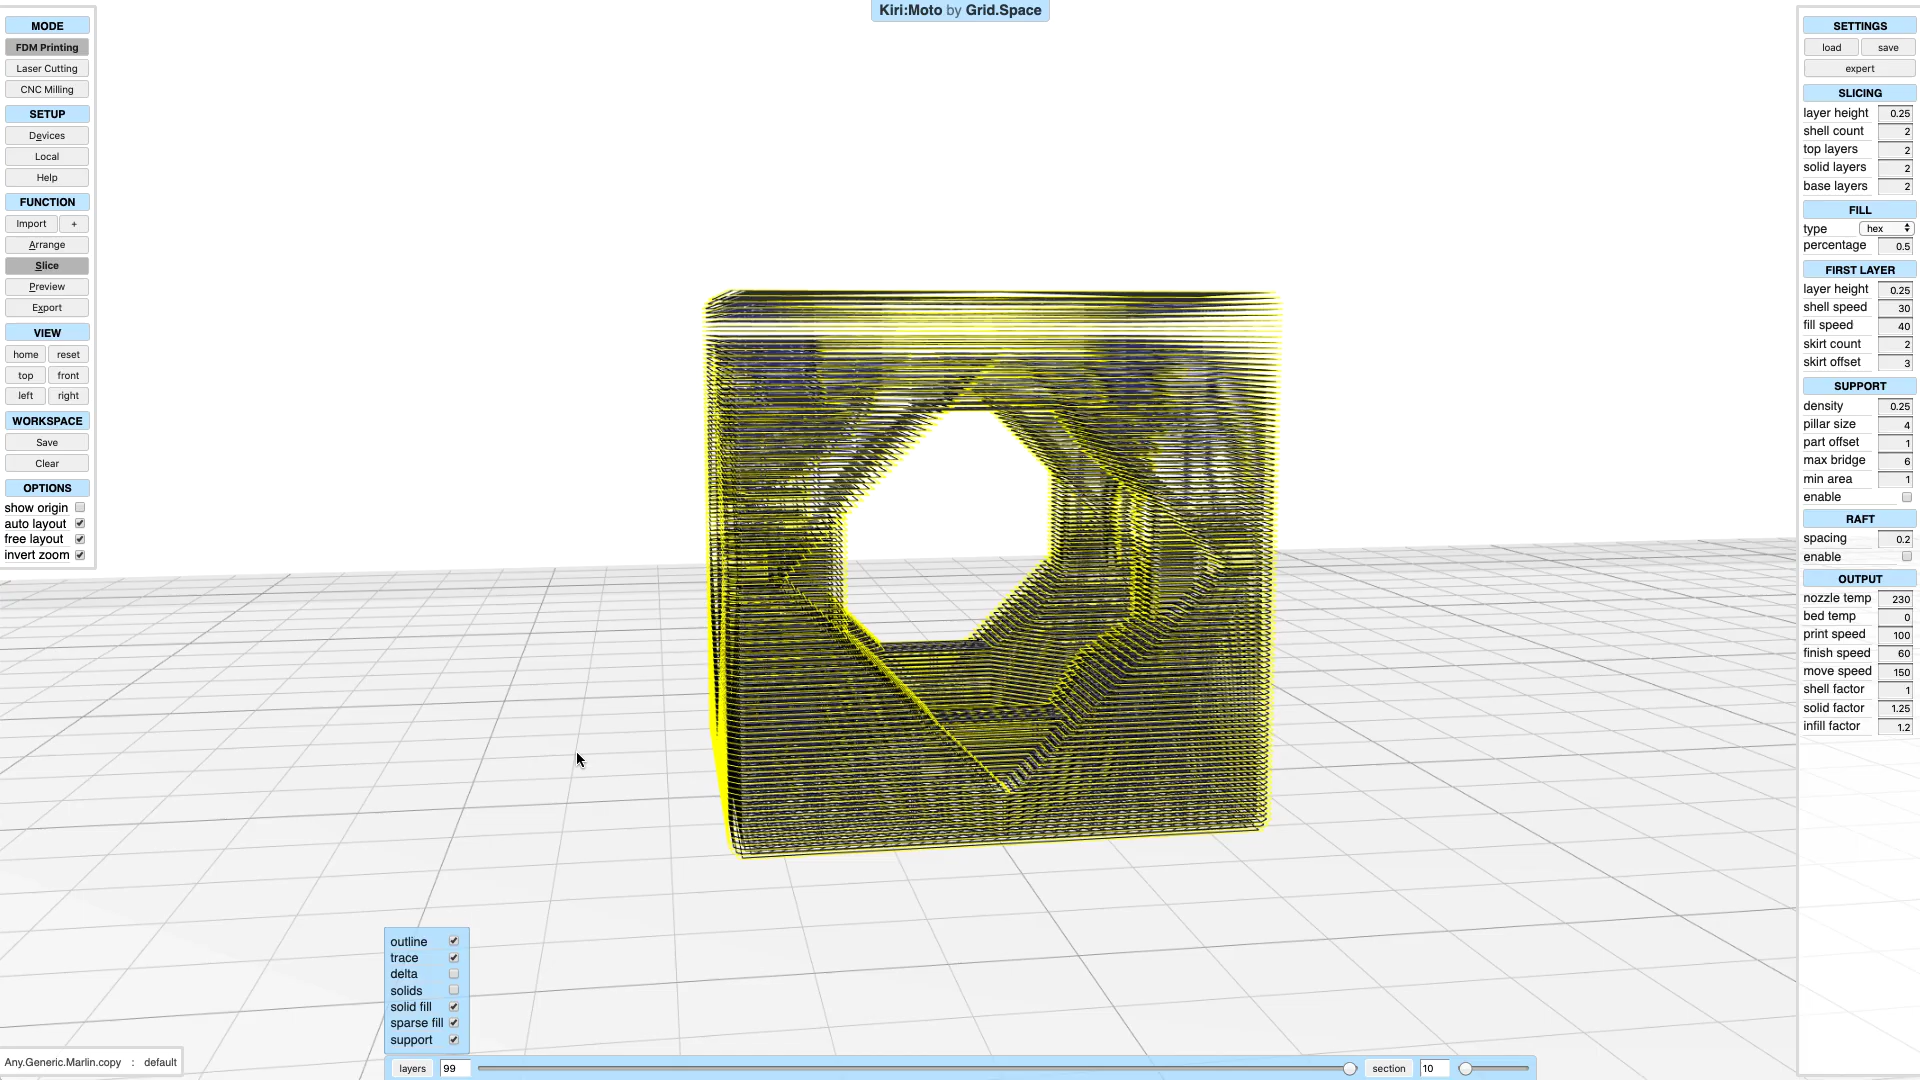 Kiri:Moto by Grid.Space
MODE
FDM Printing
Laser Cutting
CNC Milling
SETUP
Devices
Local
Help
FUNCTION
Import +
Arrange
Slice
Preview
Export
VIEW
home reset
top front
left right
WORKSPACE
Save
Clear
OPTIONS
show origin
auto layout
free layout
invert zoom
SETTINGS
load save
expert
SLICING
layer height 0.25
shell count 2
top layers 2
solid layers 2
base layers 2
FILL
type hex
percentage 0.5
FIRST LAYER
layer height 0.25
shell speed 30
fill speed 40
skirt count 2
skirt offset 3
SUPPORT
density 0.25
pillar size 4
part offset 1
max bridge 6
min area 1
enable
RAFT
spacing 0.2
enable
OUTPUT
nozzle temp 230
bed temp 0
print speed 100
finish speed 60
move speed 150
shell factor 1
solid factor 1.25
infill factor 1.2
outline
trace
delta
solids
solid fill
sparse fill
support
Any.Generic.Marlin.copy : default
layers 99 section 10